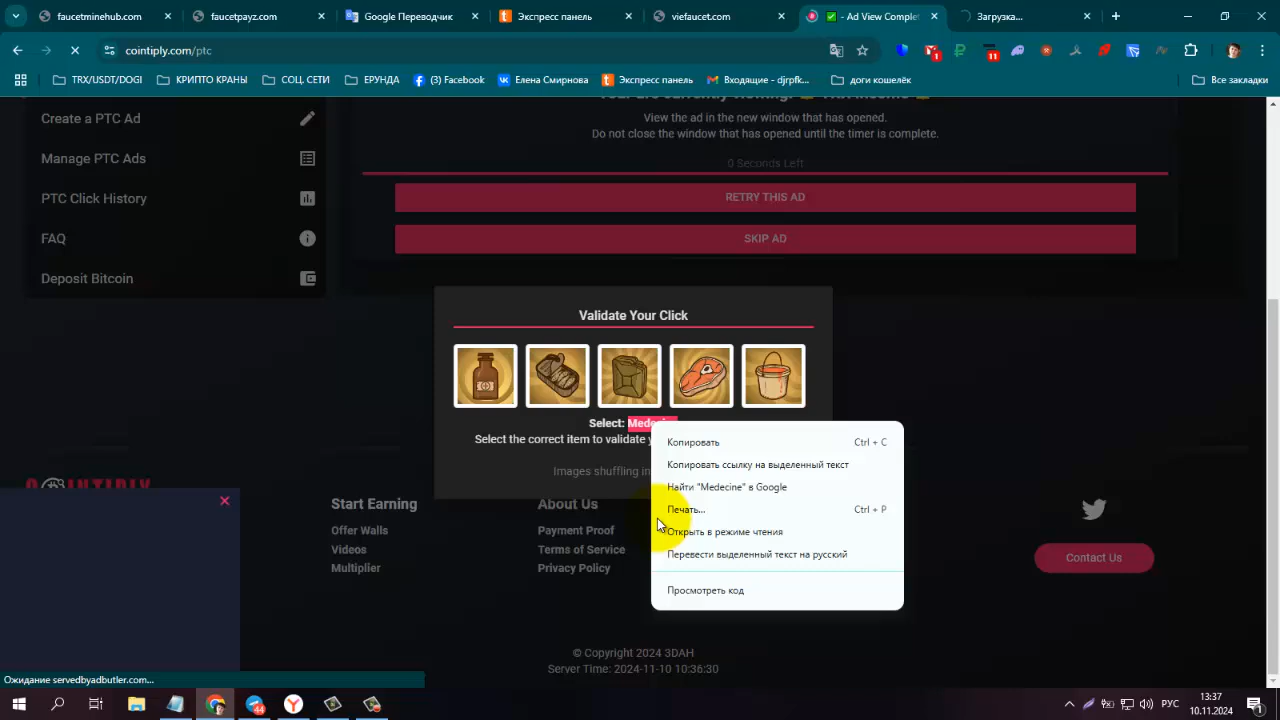 faucetminehub.com
faucetpayz.com
Google Переводчик
Экспресс панель
viefaucet.com
- Ad View Comple
Загрузка...
cointiply.com/ptc
1
11
TRX/USDT/DOGI
КРИПТО КРАНЫ
СОЦ. СЕТИ
ЕРУНДА
(3) Facebook
Елена Смирнова
Экспресс панель
Входящие - djrpfk...
доги кошелёк
Все закладки
View the ad in the new window that has opened.
Do not close the window that has opened until the timer is complete.
0 Seconds Left
RETRY THIS AD
SKIP AD
Create a PTC Ad
Manage PTC Ads
PTC Click History
FAQ
Deposit Bitcoin
Validate Your Click
Select: Medecine
Select the correct item to validate
Images shuffling in
Копировать Ctrl + C
Копировать ссылку на выделенный текст
Найти "Medecine" в Google
Печать... Ctrl + P
Открыть в режиме чтения
Перевести выделенный текст на русский
Просмотреть код
Start Earning
Offer Walls
Videos
Multiplier
About Us
Payment Proof
Terms of Service
Privacy Policy
Contact Us
© Copyright 2024 3DAH
Server Time: 2024-11-10 10:36:30
Ожидание servedbyadbutler.com...
44
РУС
13:37
10.11.2024
1